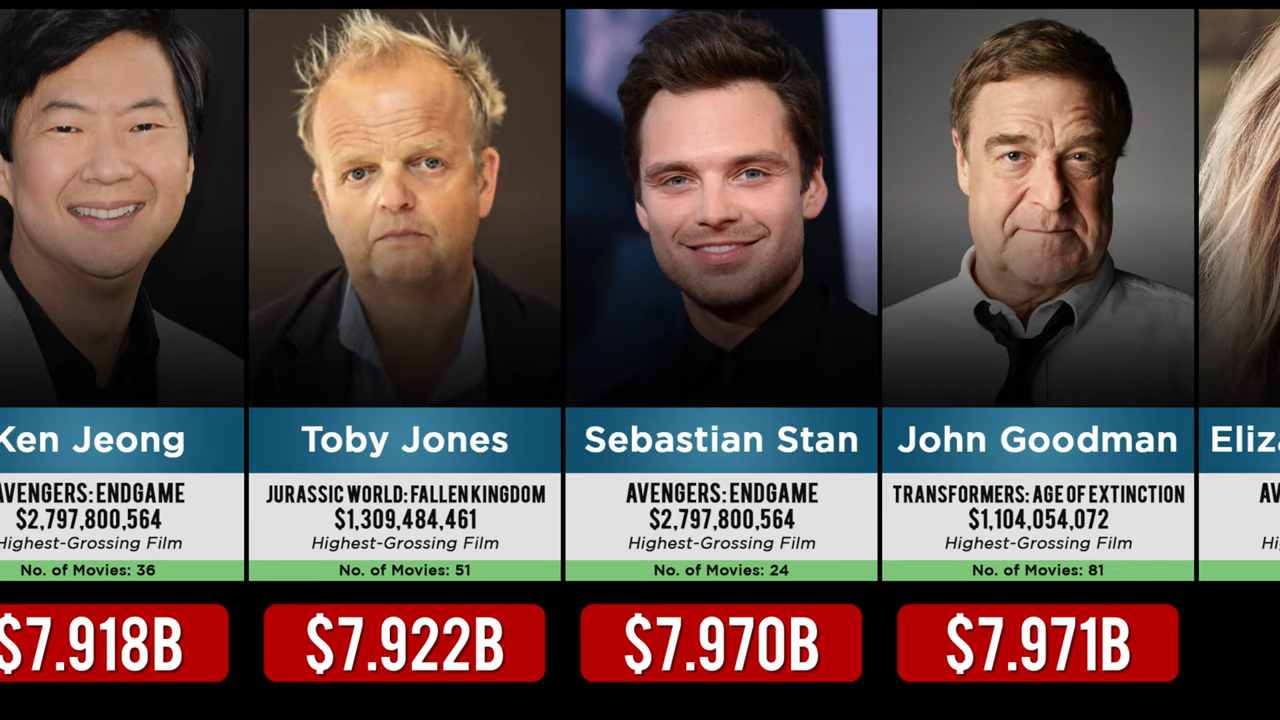 Ken Jeong
AVENGERS: ENDGAME
$2,797,800,564
Highest-Grossing Film
No. of Movies: 36
$7.918B
Toby Jones
JURASSIC WORLD: FALLEN KINGDOM
$1,309,484,461
Highest-Grossing Film
No. of Movies: 51
$7.922B
Sebastian Stan
AVENGERS: ENDGAME
$2,797,800,564
Highest-Grossing Film
No. of Movies: 24
$7.970B
John Goodman
TRANSFORMERS: AGE OF EXTINCTION
$1,104,054,072
Highest-Grossing Film
No. of Movies: 81
$7.971B
Eliz
AV
Hi